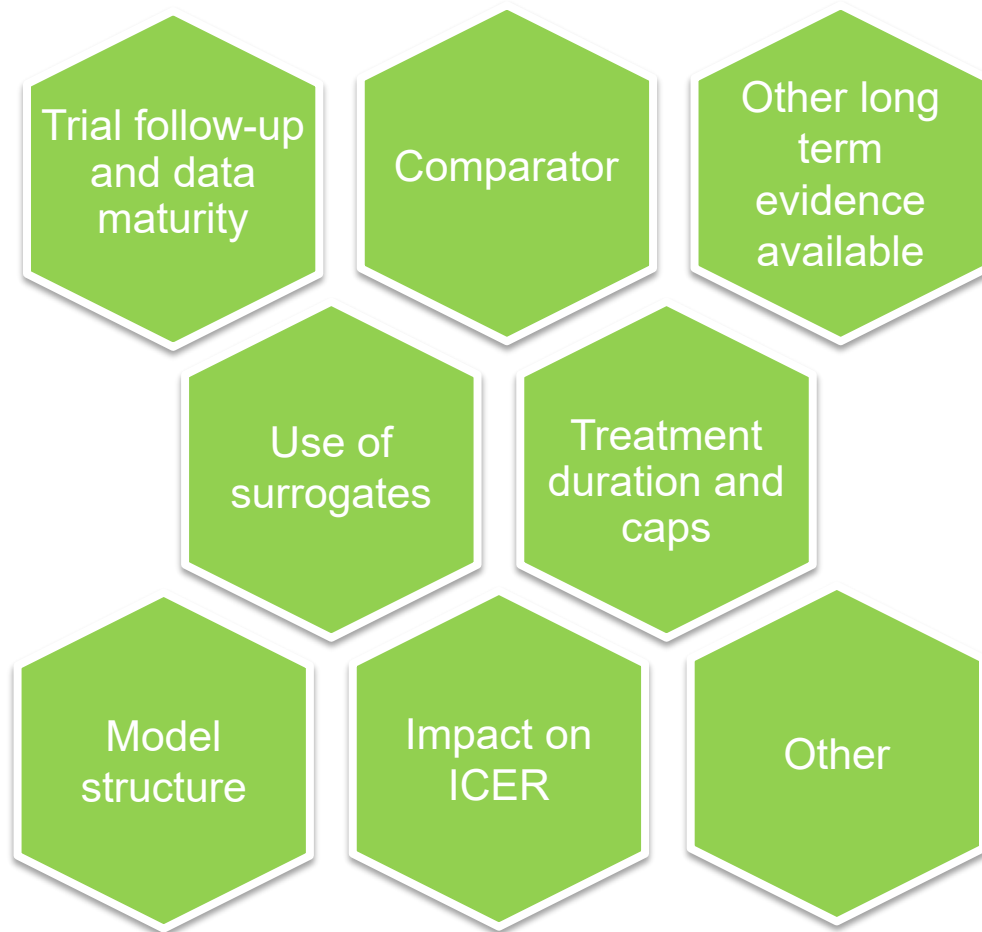 Trial follow-up
and data
maturity
Comparator
Other long
term
evidence
available
Use of
surrogates
Treatment
duration and
caps
Model
structure
Impact on
ICER
Other